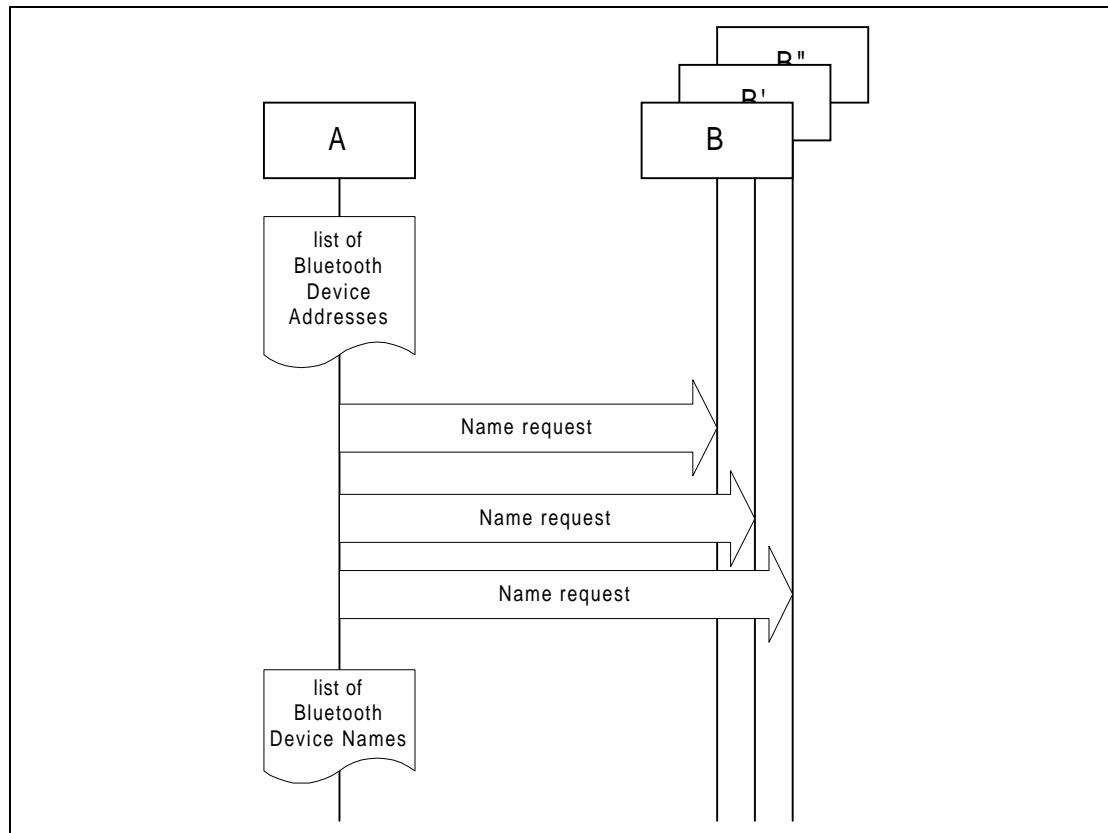 B"
B'
A
B
list of
Bluetooth
Device
Addresses
Name request
Name request
Name request
list of
Bluetooth
Device Names